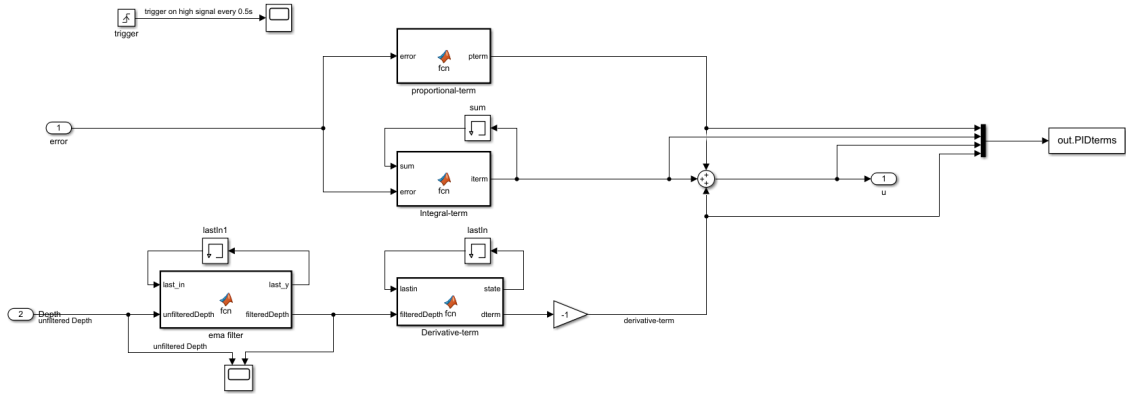 trigger on high signal every 0.5s
trigger
error
fcn
pterm
proportional-term
sum
1
error
out.PIDterms
sum
error
fcn
iterm
Integral-term
+
+
+
1
u
lastIn1
lastIn
last_in
last_y
unfilteredDepth
fcn
filteredDepth
ema filter
lastin
state
filteredDepth
fcn
dterm
Derivative-term
-1
derivative-term
2
Depth
unfiltered Depth
unfiltered Depth